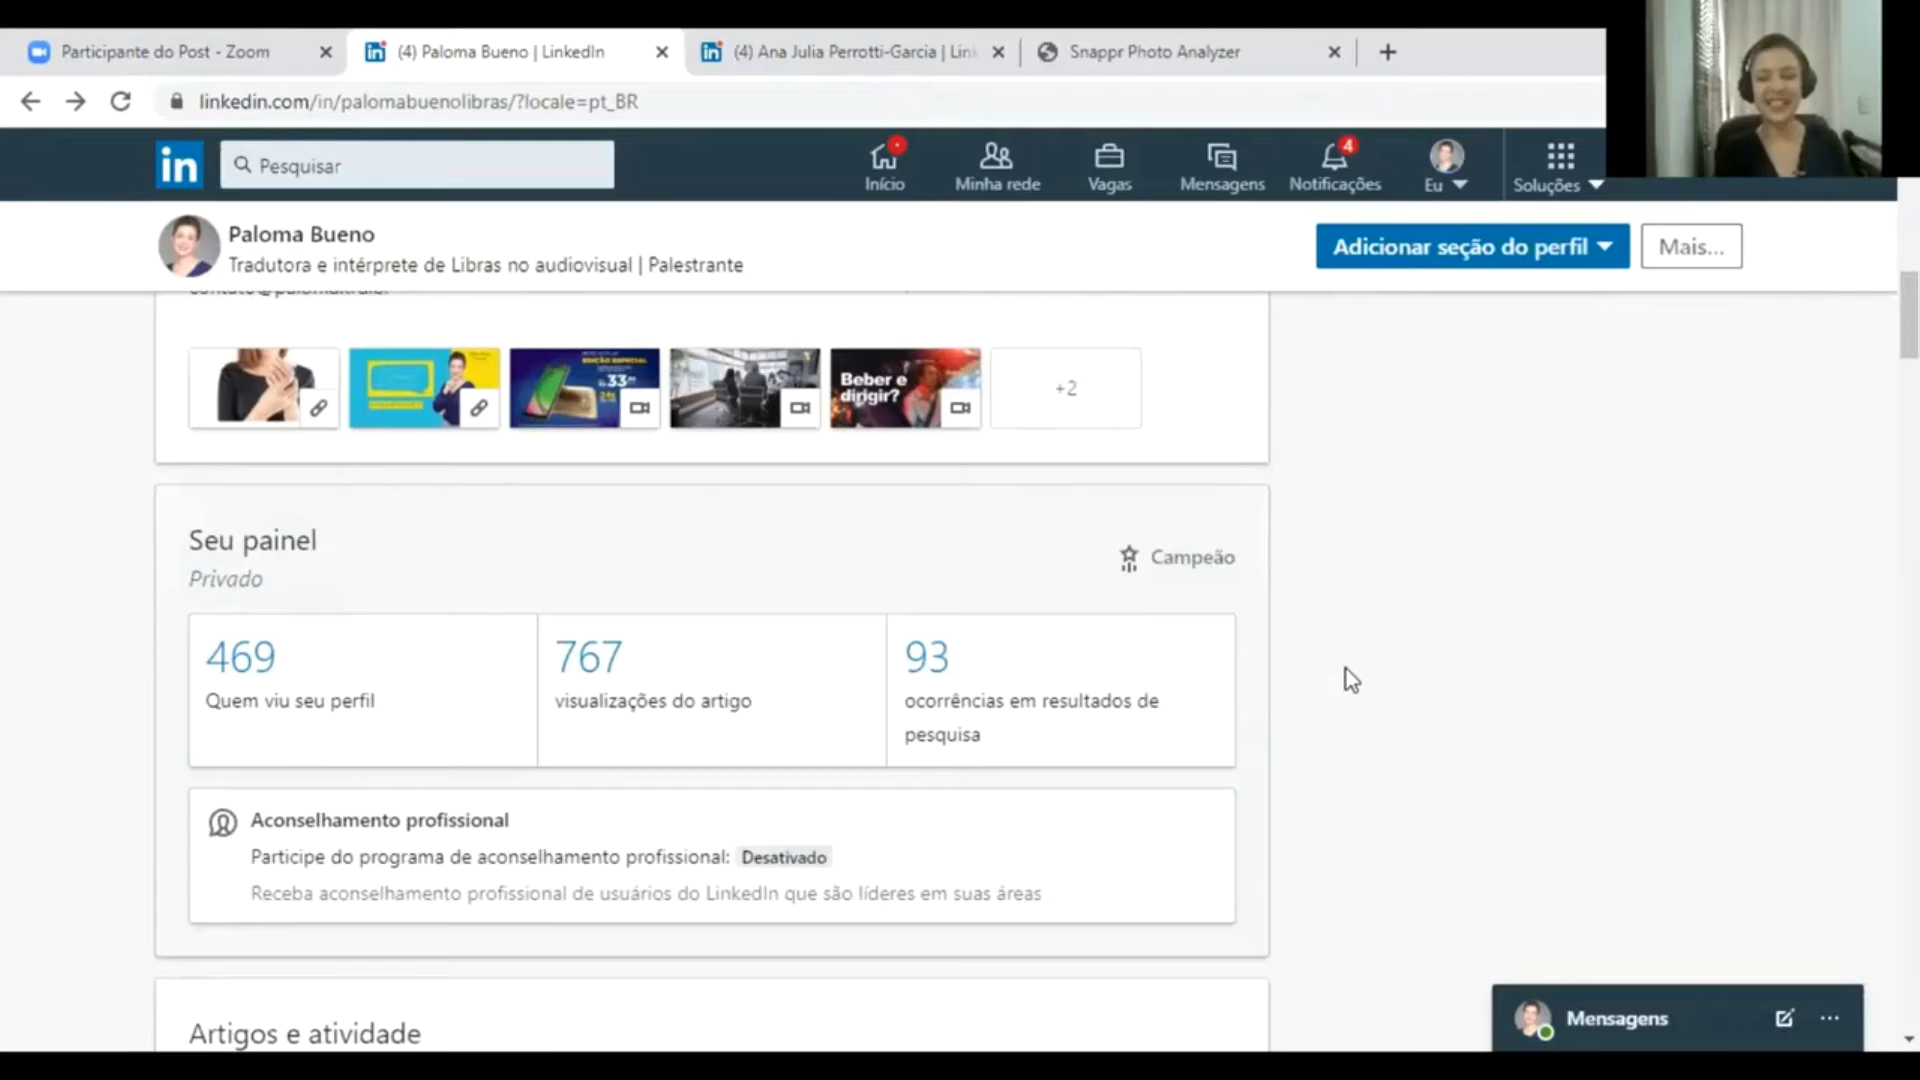 Participante do Post - Zoom
(4) Paloma Bueno | LinkedIn
(4) Ana Julia Perrotti-Garcia | Link
Snappr Photo Analyzer
linkedin.com/in/palomabuenolibras/?locale=pt_BR
in
Pesquisar
Início
Minha rede
Vagas
Mensagens
4
Notificações
Eu
Soluções
Paloma Bueno
Tradutora e intérprete de Libras no audiovisual | Palestrante
Adicionar seção do perfil
Mais...
EDIÇÃO ESPECIAL
33
Beber e
dirigir?
+2
Seu painel
Privado
Campeão
469
Quem viu seu perfil
767
visualizações do artigo
93
ocorrências em resultados de
pesquisa
Aconselhamento profissional
Participe do programa de aconselhamento profissional: Desativado
Receba aconselhamento profissional de usuários do LinkedIn que são líderes em suas áreas
Artigos e atividade
Mensagens